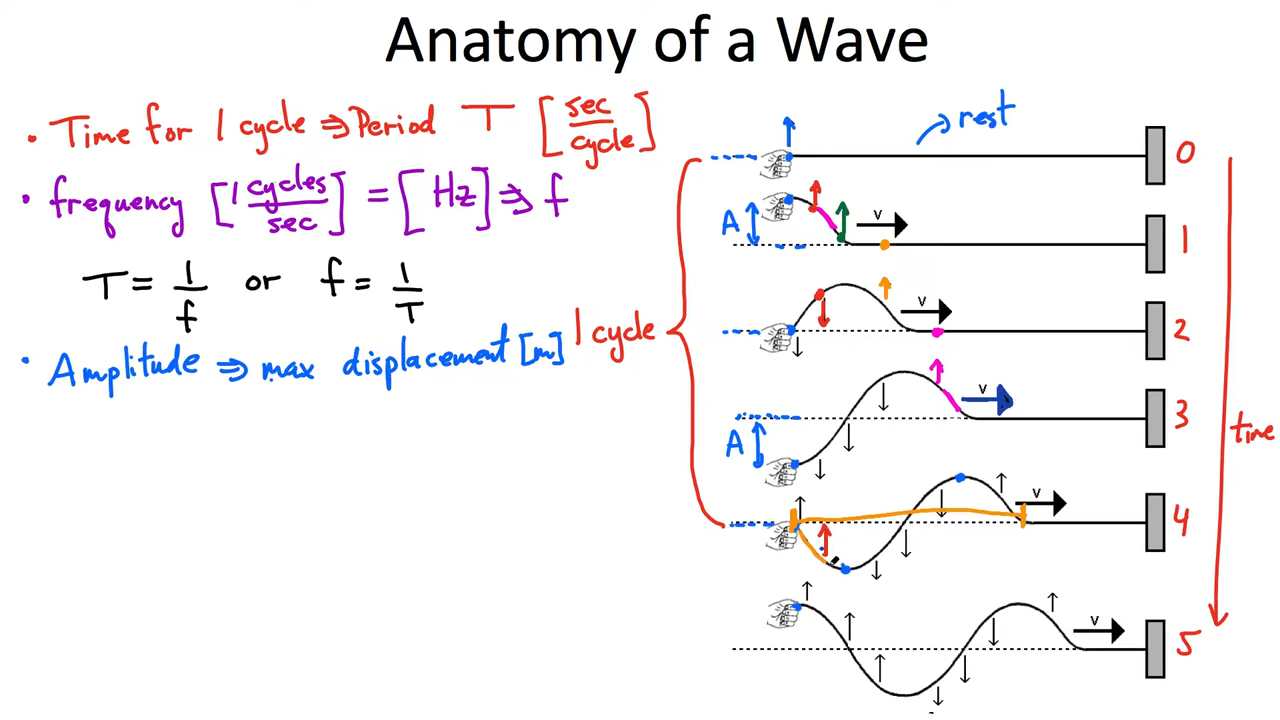 Anatomy of a Wave
• Time for 1 cycle ⇒ Period T [sec/cycle]
• frequency [1 cycles/sec] = [Hz] ⇒ f
T = 1/f or f = 1/T
• Amplitude ⇒ max displacement [m]
1 cycle
rest
0
A
v
1
v
2
v
3
A
v
4
v
5
time